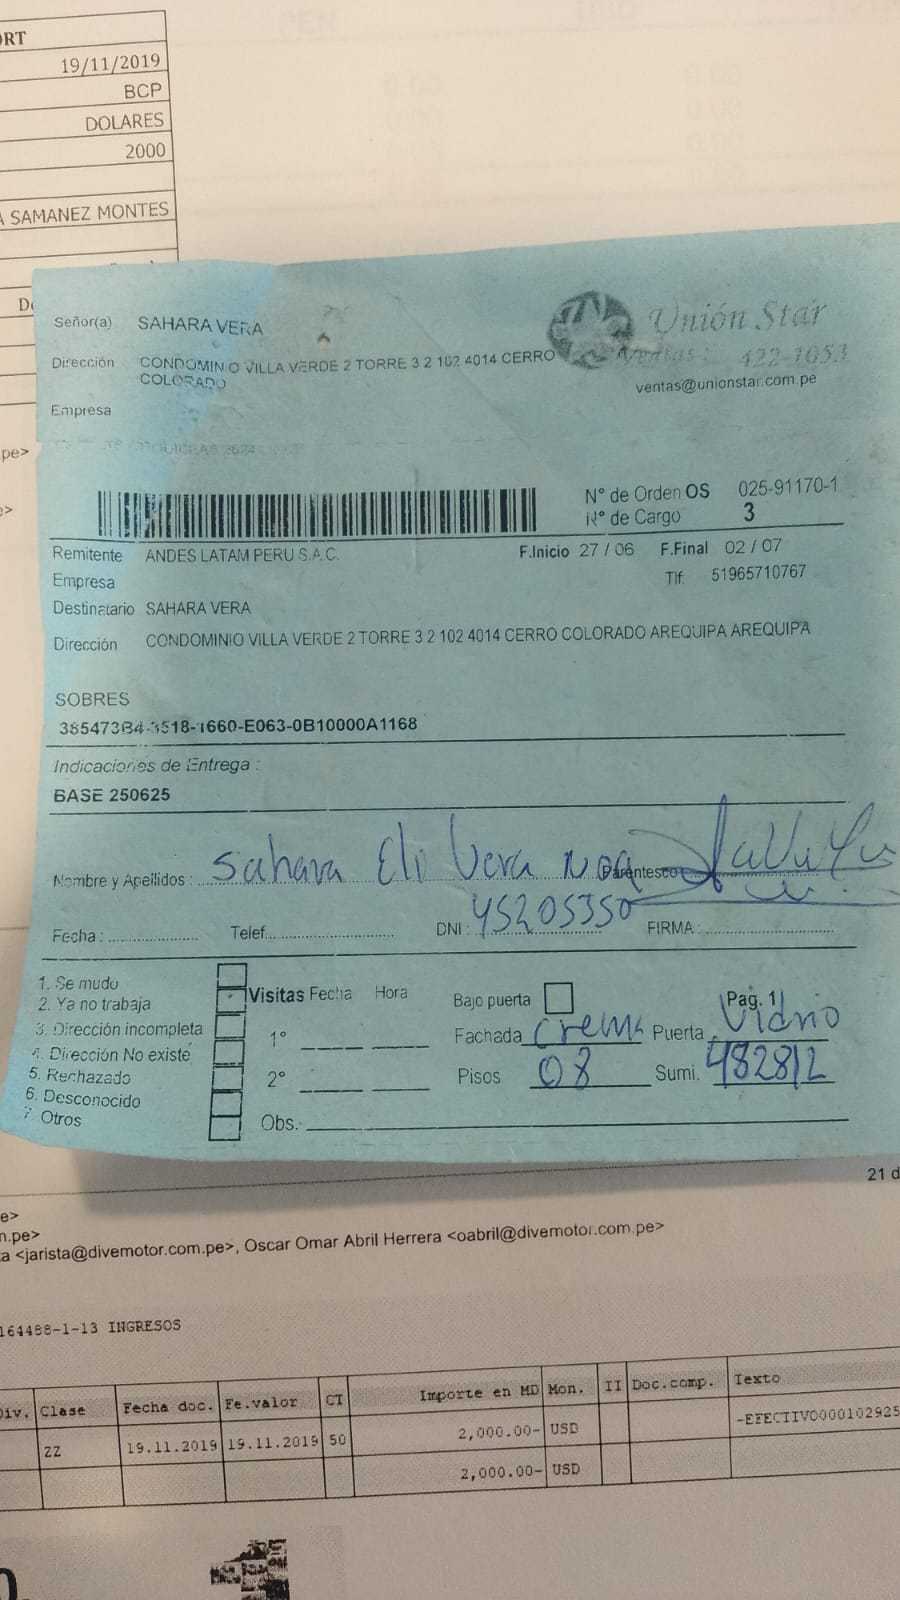 ORT
19/11/2019
BCP
DOLARES
2000
A SAMANEZ MONTES
Señor(a) SAHARA VERA
Unión Star
Dirección CONDOMINIO VILLA VERDE 2 TORRE 3 2 102 4014 CERRO
COLORADO
Ventas: 422-1053
ventas@unionstar.com.pe
Empresa
.pe>
N° de Orden OS 025-91170-1
N° de Cargo 3
Remitente ANDES LATAM PERU S.A.C. F.Inicio 27 / 06 F.Final 02 / 07
Empresa Tlf: 51965710767
Destinatario SAHARA VERA
Dirección CONDOMINIO VILLA VERDE 2 TORRE 3 2 102 4014 CERRO COLORADO AREQUIPA AREQUIPA
SOBRES
385473B4-3518-1660-E063-0B10000A1168
Indicaciones de Entrega :
BASE 250625
Nombre y Apellidos : Sahara Eli Vera Noa Parentesco
Fecha : Telef. DNI : 45205350 FIRMA :
1. Se mudo
2. Ya no trabaja
3. Dirección incompleta
4. Dirección No existe
5. Rechazado
6. Desconocido
7. Otros
Visitas Fecha Hora
1°
2°
Obs.
Bajo puerta Pag. 1
Fachada Crema Puerta Vidrio
Pisos 08 Sumi. 482812
21 d
e>
n.pe>
ta <jarista@divemotor.com.pe>, Oscar Omar Abril Herrera <oabril@divemotor.com.pe>
164488-1-13 INGRESOS
Div. Clase Fecha doc. Fe.valor CT Importe en MD Mon. II Doc.comp. Texto
ZZ 19.11.2019 19.11.2019 50 2,000.00- USD -EFECTIVO000102925
2,000.00- USD